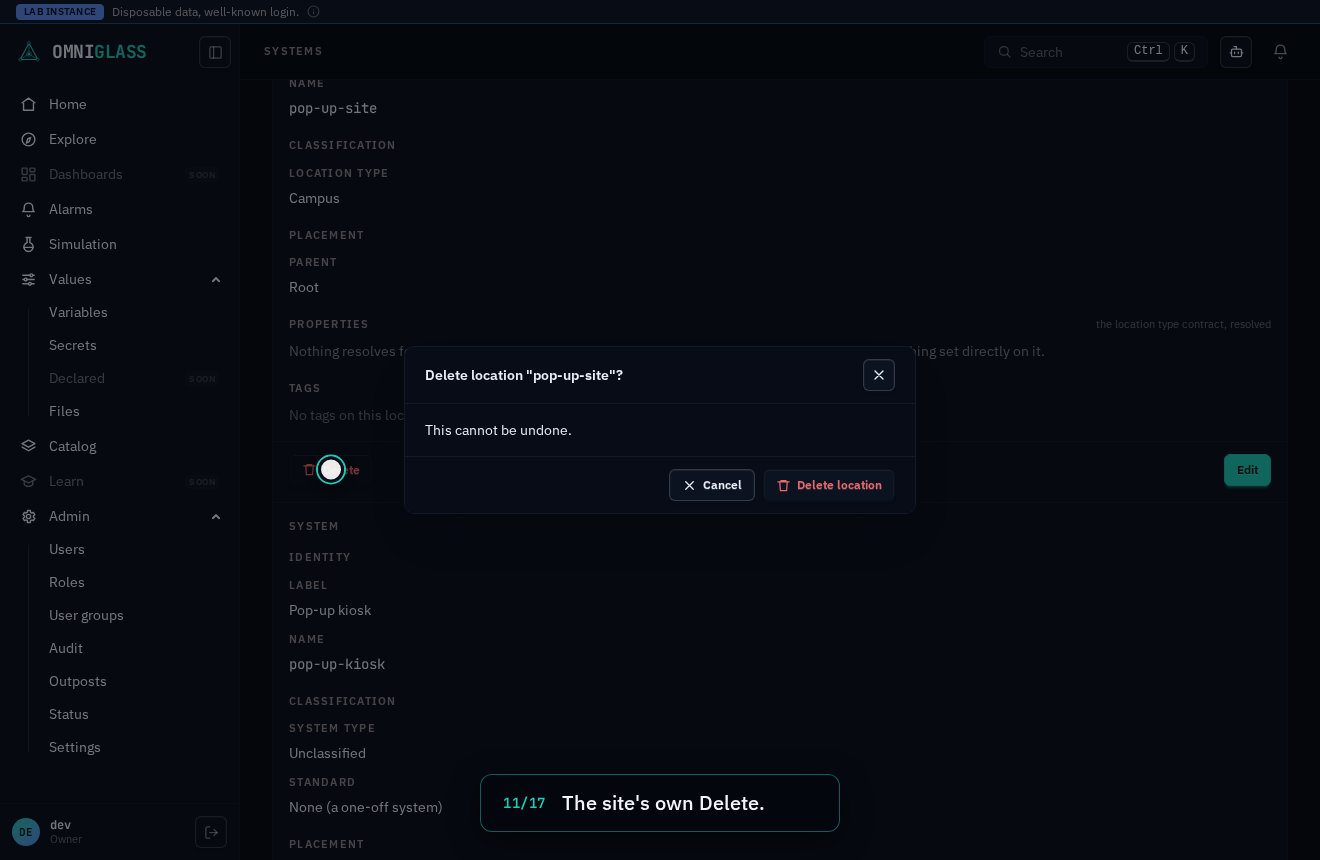 LAB INSTANCE Disposable data, well-known login.
OMNIGLASS
SYSTEMS
Search Ctrl K
Home
Explore
Dashboards SOON
Alarms
Simulation
Values
Variables
Secrets
Declared SOON
Files
Catalog
Learn SOON
Admin
Users
Roles
User groups
Audit
Outposts
Status
Settings
DE dev
Owner
NAME
pop-up-site
CLASSIFICATION
LOCATION TYPE
Campus
PLACEMENT
PARENT
Root
PROPERTIES the location type contract, resolved
Nothing resolves set directly on it.
TAGS
No tags on this
Edit
Delete location "pop-up-site"?
This cannot be undone.
Cancel
Delete location
SYSTEM
IDENTITY
LABEL
Pop-up kiosk
NAME
pop-up-kiosk
CLASSIFICATION
SYSTEM TYPE
Unclassified
STANDARD
None (a one-off system)
PLACEMENT
11/17 The site's own Delete.